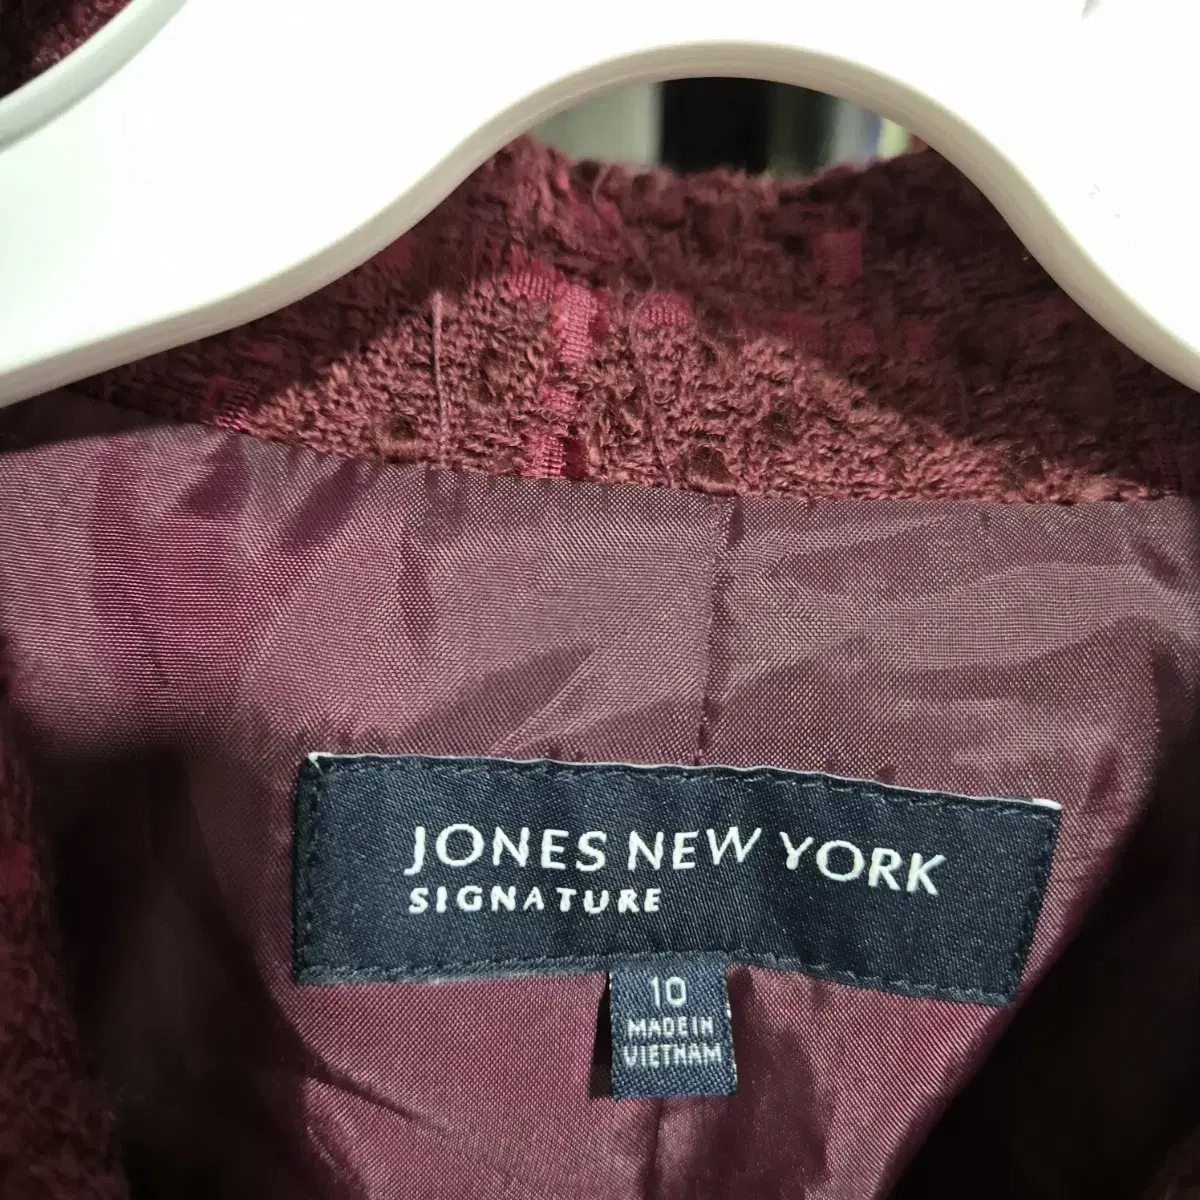 JONES NEW YORK
SIGNATURE
10
MADE IN
VIETNAM